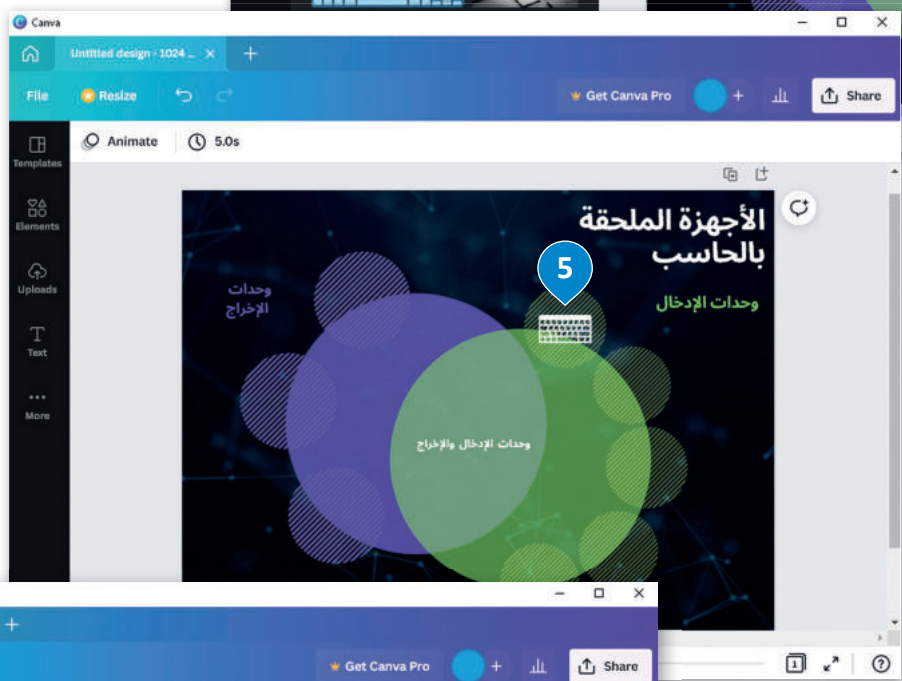 Canva
Untitled design - 1024 ...
File
Resize
Get Canva Pro
Share
Animate
5.0s
Templates
Elements
Uploads
Text
More
الأجهزة الملحقة
بالحاسب
5
وحدات الإدخال
وحدات
الإخراج
وحدات الإدخال والإخراج
1
Get Canva Pro
Share